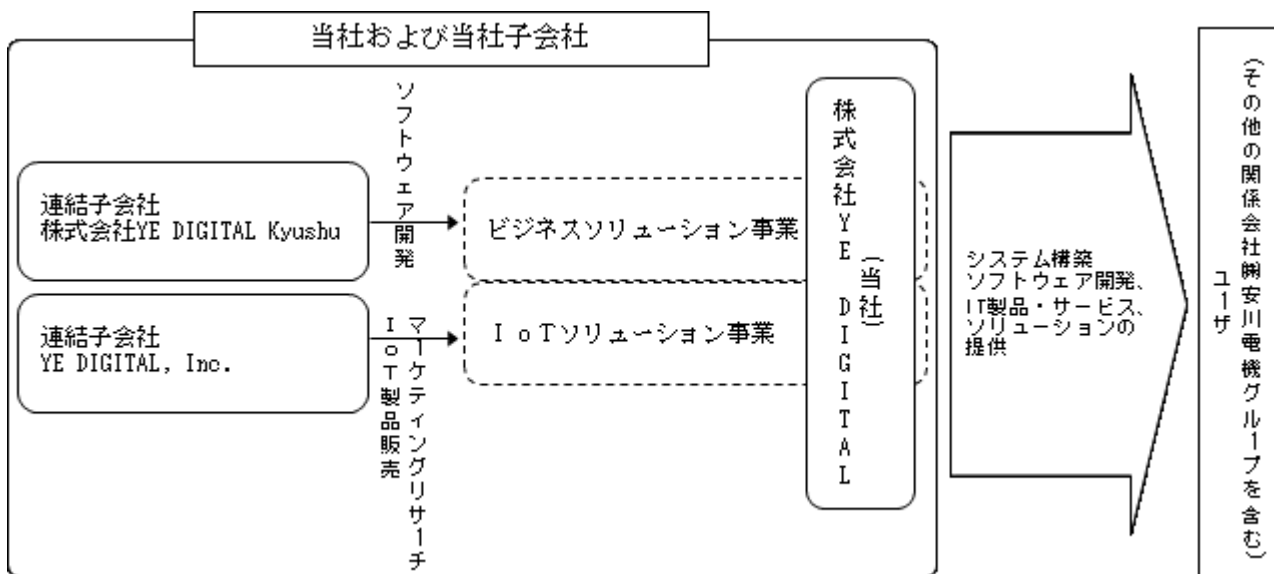 当社および当社子会社
連結子会社
株式会社YE DIGITAL Kyushu
ソフトウェア開発
ビジネスソリューション事業
連結子会社
YE DIGITAL, Inc.
マーケティングリサーチ
IoT製品販売
IoTソリューション事業
株式会社YE DIGITAL
(当社)
システム構築
ソフトウェア開発、
IT製品・サービス、
ソリューションの
提供
(その他の関係会社㈱安川電機グループを含む)
ユーザ